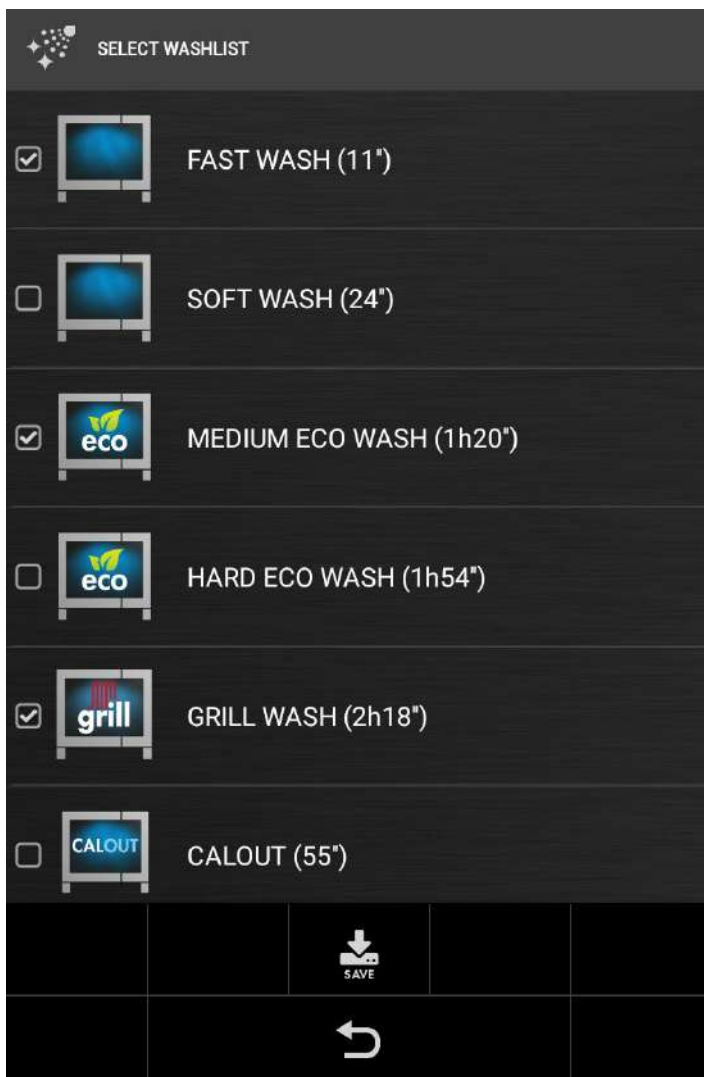 SELECT WASHLIST
FAST WASH (11")
SOFT WASH (24")
eco
MEDIUM ECO WASH (1h20")
eco
HARD ECO WASH (1h54")
grill
GRILL WASH (2h18")
CALOUT
CALOUT (55")
SAVE